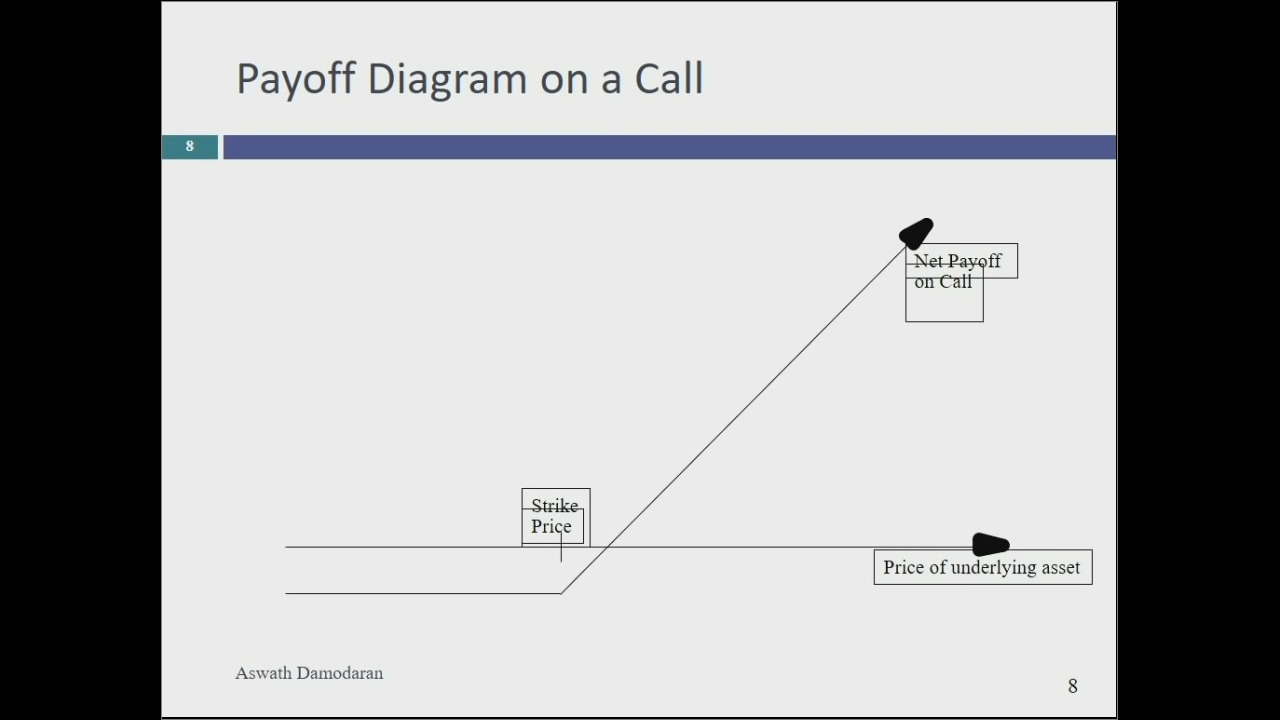 Payoff Diagram on a Call
8
Net Payoff
on Call
Strike
Price
Price of underlying asset
Aswath Damodaran
8